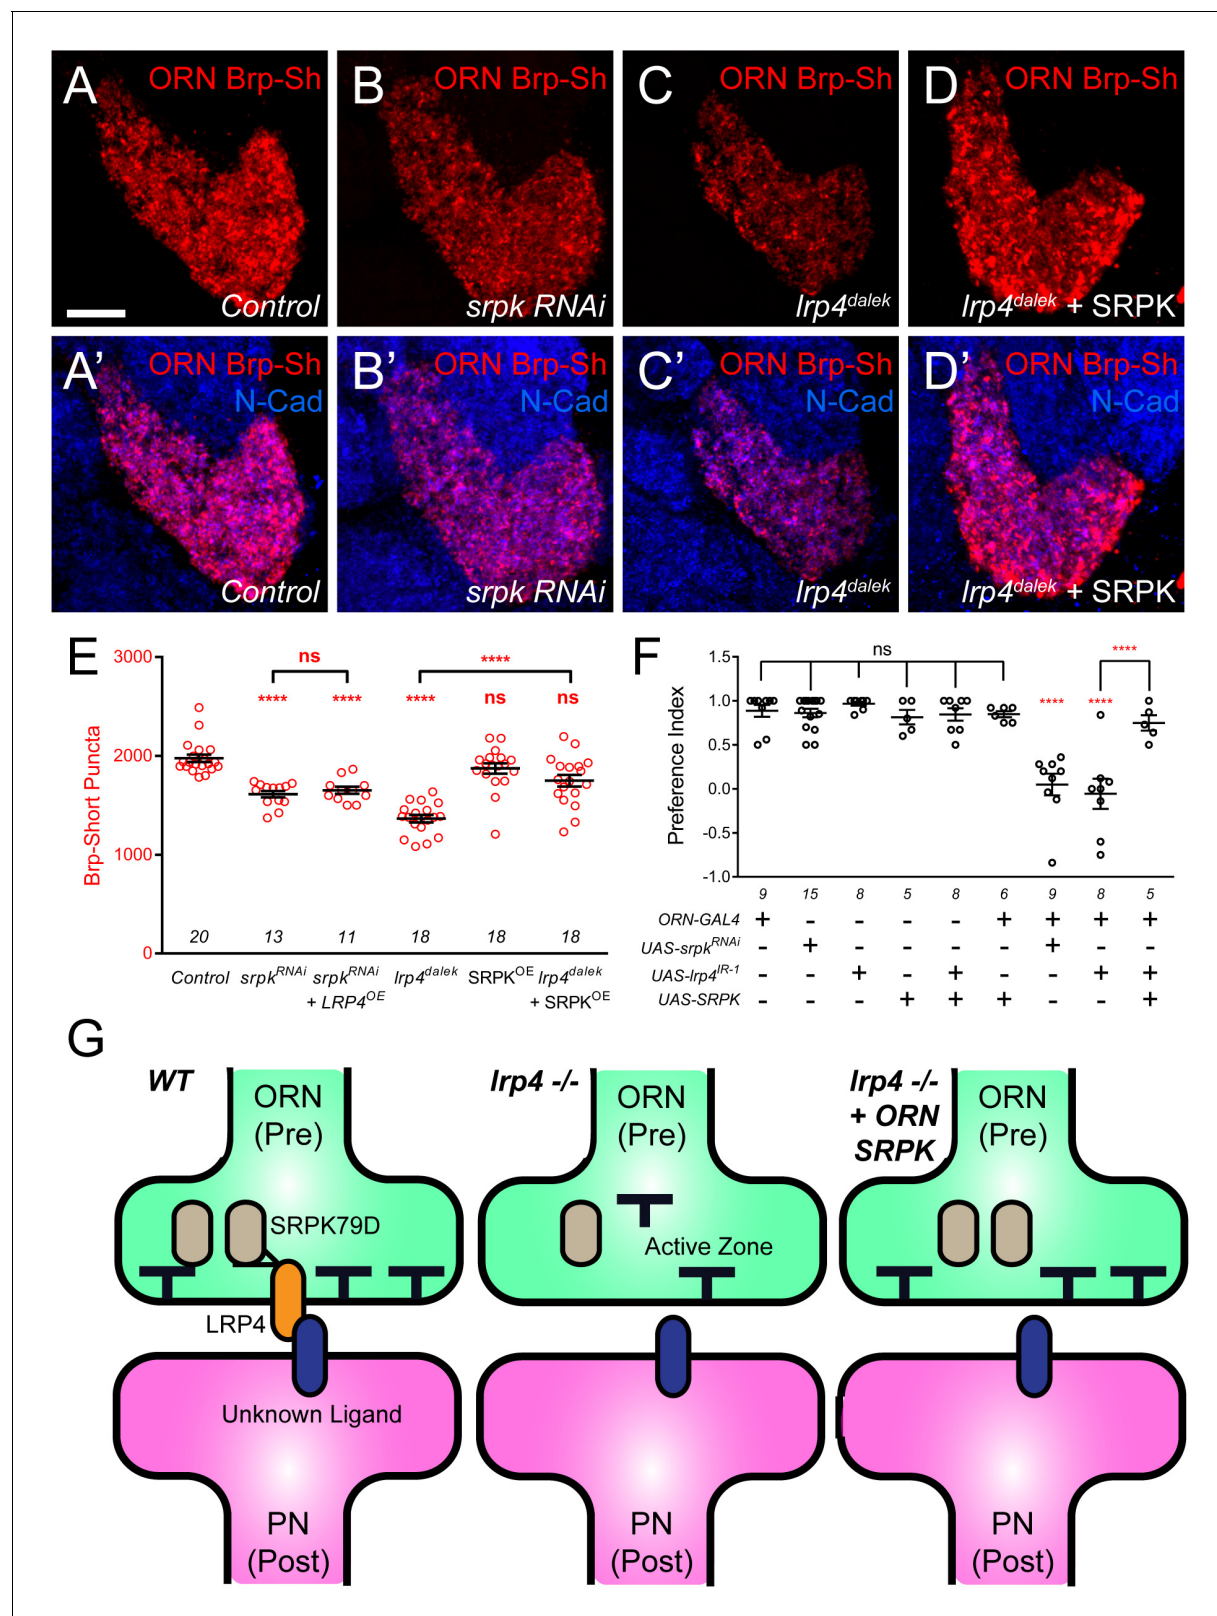 A
ORN Brp-Sh
Control
B
ORN Brp-Sh
srpk RNAi
C
ORN Brp-Sh
lrp4dalek
D
ORN Brp-Sh
lrp4dalek + SRPK
A'
ORN Brp-Sh
N-Cad
Control
B'
ORN Brp-Sh
N-Cad
srpk RNAi
C'
ORN Brp-Sh
N-Cad
lrp4dalek
D'
ORN Brp-Sh
N-Cad
lrp4dalek + SRPK
E
Brp-Short Puncta
3000
2000
1000
0
ns
****
**** **** **** ns ns
20 13 11 18 18 18
Control srpkRNAi srpkRNAi lrp4dalek SRPKOE lrp4dalek
+ LRP4OE + SRPKOE
F
Preference Index
1.5
1.0
0.5
0.0
-0.5
-1.0
ns
****
**** ****
9 15 8 5 8 6 9 8 5
ORN-GAL4 + - - - - + + + +
UAS-srpkRNAi - + - - - - + - -
UAS-lrp4IR-1 - - + - + - - + +
UAS-SRPK - - - + + + - - +
G
WT
ORN
(Pre)
SRPK79D
LRP4
Unknown Ligand
PN
(Post)
lrp4 -/-
ORN
(Pre)
Active Zone
PN
(Post)
lrp4 -/-
+ ORN
SRPK
ORN
(Pre)
PN
(Post)